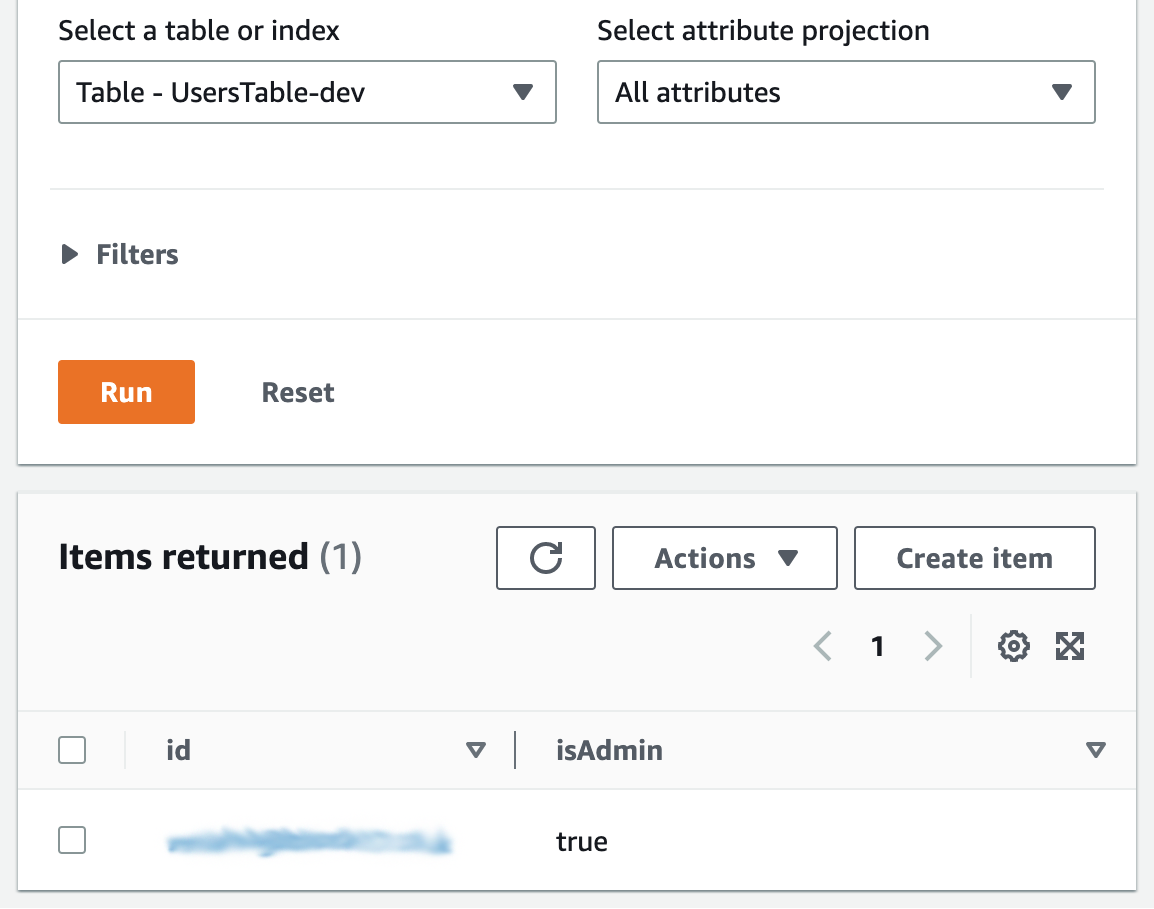 Select a table or index
Select attribute projection
Table - UsersTable-dev
All attributes
Filters
Run
Reset
Items returned (1)
Actions
Create item
1
id
isAdmin
true